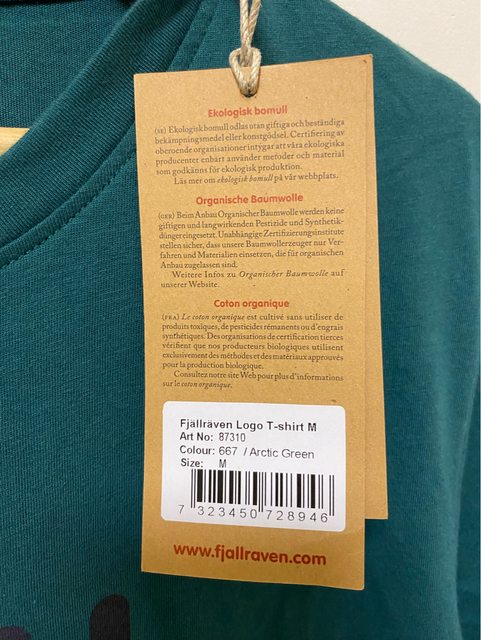 Ekologisk bomull
(SE) Ekologisk bomull odlas utan giftiga och beständiga
bekämpningsmedel eller konstgödsel. Certifiering av
oberoende organisationer intygar att våra ekologiska
producenter enbart använder metoder och material
som godkänns för ekologisk produktion.
Läs mer om ekologisk bomull på vår webbplats.
Organische Baumwolle
(GER) Beim Anbau Organischer Baumwolle werden keine
giftigen und langwirkenden Pestizide und Synthetik-
dünger eingesetzt. Unabhängige Zertifizierungsinstitute
stellen sicher, dass unsere Baumwollerzeuger nur Ver-
fahren und Materialien einsetzen, die für organischen
Anbau zugelassen sind.
Weitere Infos zu Organischer Baumwolle auf
unserer Website.
Coton organique
(FRA) Le coton organique est cultivé sans utiliser de
produits toxiques, de pesticides rémanents ou d'engrais
synthétiques. Des organisations de certification tierces
vérifient que nos producteurs biologiques utilisent
exclusivement des méthodes et des matériaux approuvés
pour la production biologique.
Consultez notre site Web pour plus d'informations
sur le coton organique.
Fjällräven Logo T-shirt M
Art No: 87310
Colour: 667 / Arctic Green
Size: M
7 323450 728946
www.fjallraven.com